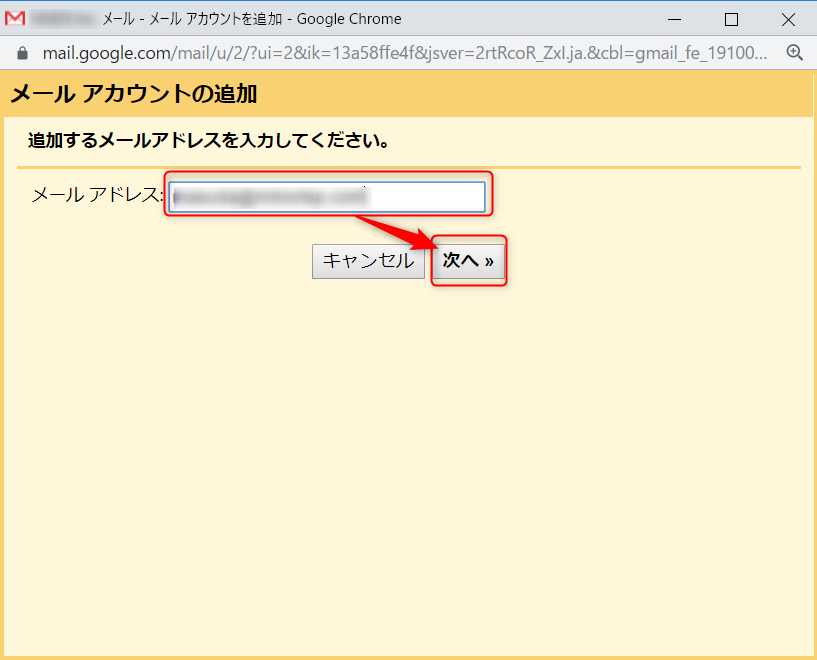 メール - メール アカウントを追加 - Google Chrome
mail.google.com/mail/u/2/?ui=2&ik=13a58ffe4f&jsver=2rtRcoR_ZxI.ja.&cbl=gmail_fe_19100...
メール アカウントの追加
追加するメールアドレスを入力してください。
メール アドレス:
キャンセル 次へ »